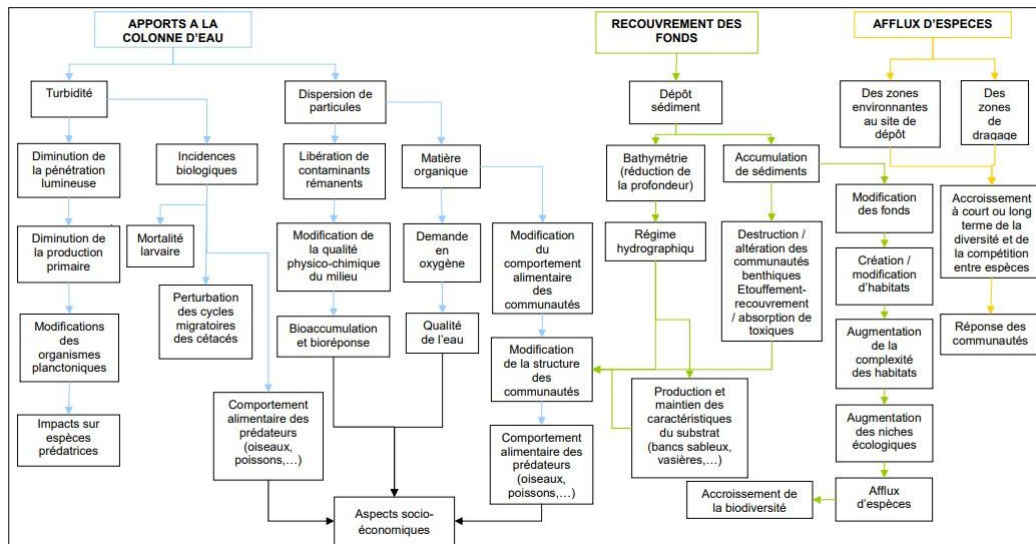 APPORTS A LA
COLONNE D'EAU
RECOUVREMENT DES
FONDS
AFFLUX D'ESPECES
Turbidité
Dispersion de
particules
Dépôt
sédiment
Des zones
environnantes
au site de
dépôt
Des
zones
de
dragage
Diminution de
la pénétration
lumineuse
Incidences
biologiques
Libération de
contaminants
rémanents
Matière
organique
Bathymétrie
(réduction de
la profondeur)
Accumulation
de sédiments
Modification
des fonds
Accroissement
à court ou long
terme de la
diversité et de
la compétition
entre espèces
Diminution de
la production
primaire
Mortalité
larvaire
Modification de
la qualité
physico-chimique
du milieu
Demande
en
oxygène
Modification
du
comportement
alimentaire
des
communautés
Régime
hydrographiqu
Destruction /
altération des
communautés
benthiques
Etouffement-
recouvrement
/ absorption de
toxiques
Création /
modification
d'habitats
Perturbation
des cycles
migratoires
des cétacés
Modifications
des
organismes
planctoniques
Bioaccumulation
et bioréponse
Qualité
de l'eau
Modification
de la structure
des
communautés
Augmentation
de la
complexité
des habitats
Réponse des
communautés
Impacts sur
espèces
prédatrices
Comportement
alimentaire des
prédateurs
(oiseaux,
poissons,...)
Production et
maintien des
caractéristiques
du substrat
(bancs sableux,
vasières,...)
Augmentation
des niches
écologiques
Comportement
alimentaire des
prédateurs
(oiseaux,
poissons,...)
Aspects socio-
économiques
Accroissement de
la biodiversité
Afflux
d'espèces